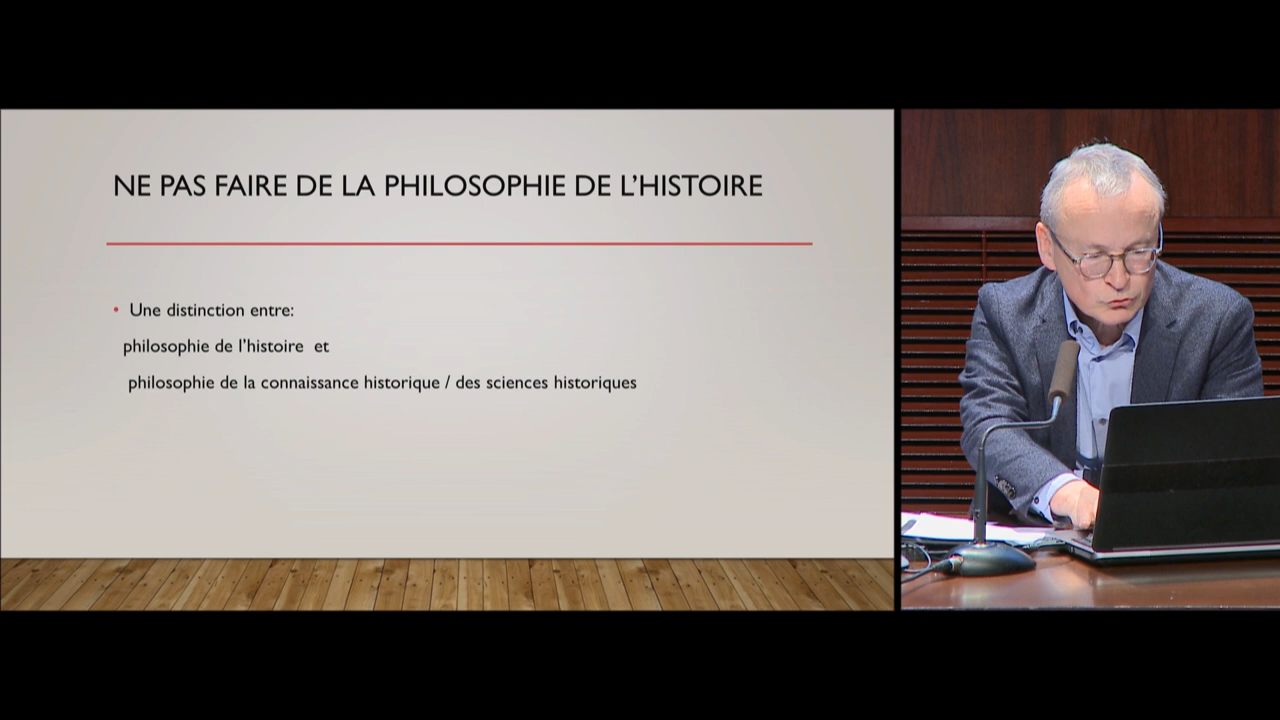 NE PAS FAIRE DE LA PHILOSOPHIE DE L’HISTOIRE
• Une distinction entre:
philosophie de l’histoire et
philosophie de la connaissance historique / des sciences historiques